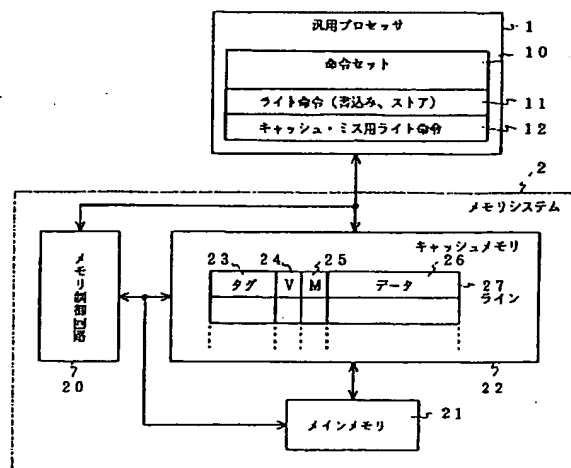 汎用プロセッサ
1
命令セット
10
ライト命令（書込み、ストア）
11
キャッシュ・ミス用ライト命令
12
2
メモリシステム
キャッシュメモリ
23 24 25 26
タグ V M データ
27
ライン
メモリ制御回路
20
22
メインメモリ
21